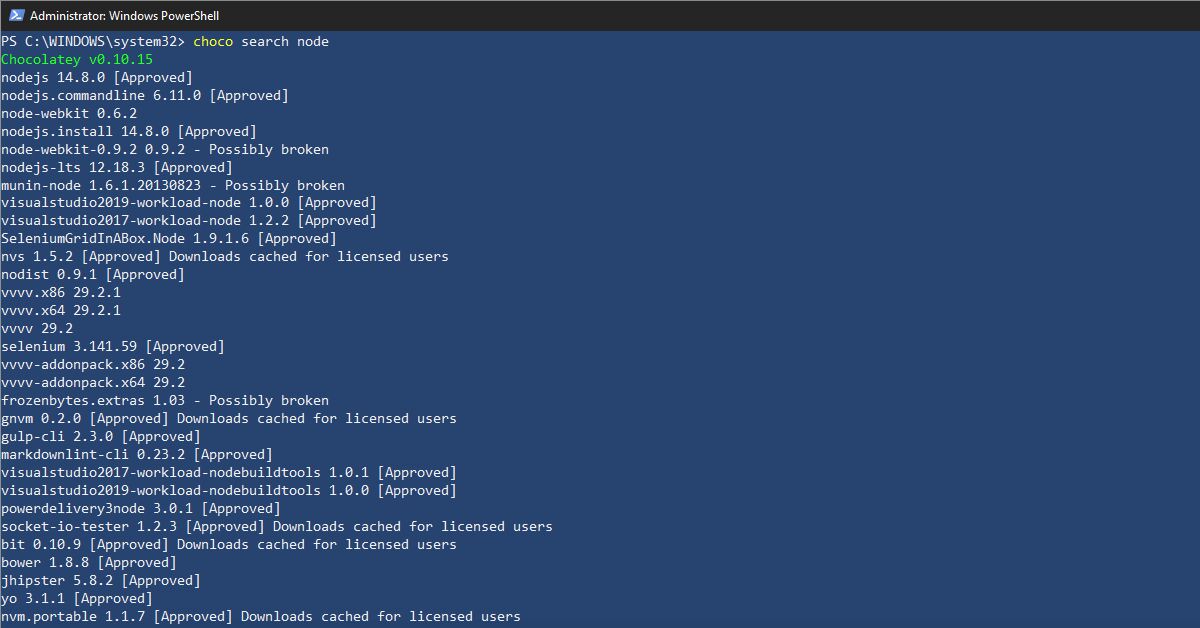 Administrator: Windows PowerShell
PS C:\WINDOWS\system32> choco search node
Chocolatey v0.10.15
nodejs 14.8.0 [Approved]
nodejs.commandline 6.11.0 [Approved]
node-webkit 0.6.2
nodejs.install 14.8.0 [Approved]
node-webkit-0.9.2 0.9.2 - Possibly broken
nodejs-lts 12.18.3 [Approved]
munin-node 1.6.1.20130823 - Possibly broken
visualstudio2019-workload-node 1.0.0 [Approved]
visualstudio2017-workload-node 1.2.2 [Approved]
SeleniumGridInABox.Node 1.9.1.6 [Approved]
nvs 1.5.2 [Approved] Downloads cached for licensed users
nodist 0.9.1 [Approved]
vvvv.x86 29.2.1
vvvv.x64 29.2.1
vvvv 29.2
selenium 3.141.59 [Approved]
vvvv-addonpack.x86 29.2
vvvv-addonpack.x64 29.2
frozenbytes.extras 1.03 - Possibly broken
gnvm 0.2.0 [Approved] Downloads cached for licensed users
gulp-cli 2.3.0 [Approved]
markdownlint-cli 0.23.2 [Approved]
visualstudio2017-workload-nodebuildtools 1.0.1 [Approved]
visualstudio2019-workload-nodebuildtools 1.0.0 [Approved]
powerdelivery3node 3.0.1 [Approved]
socket-io-tester 1.2.3 [Approved] Downloads cached for licensed users
bit 0.10.9 [Approved] Downloads cached for licensed users
bower 1.8.8 [Approved]
jhipster 5.8.2 [Approved]
yo 3.1.1 [Approved]
nvm.portable 1.1.7 [Approved] Downloads cached for licensed users